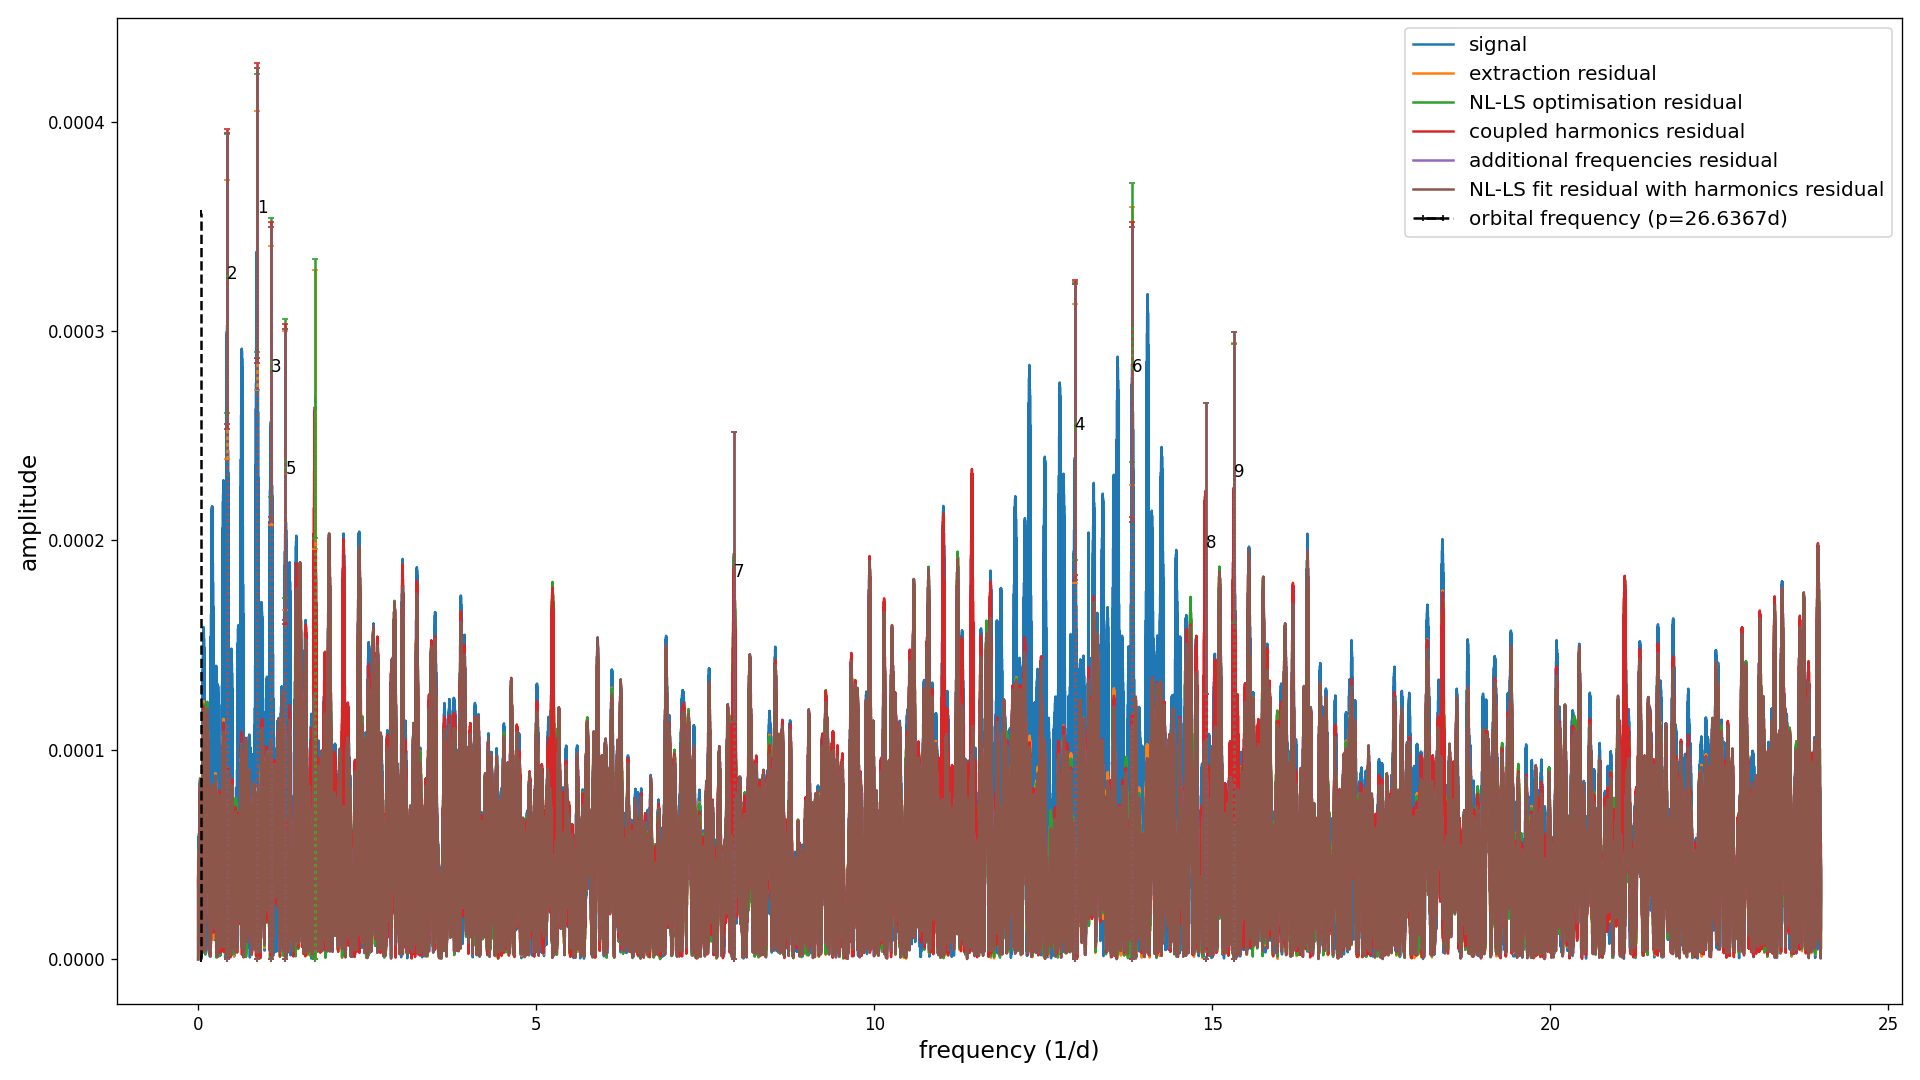 signal
extraction residual
NL-LS optimisation residual
coupled harmonics residual
additional frequencies residual
NL-LS fit residual with harmonics residual
orbital frequency (p=26.6367d)
amplitude
0.0004
0.0003
0.0002
0.0001
0.0000
1
2
3
4
5
6
7
8
9
0
5
10
15
20
25
frequency (1/d)